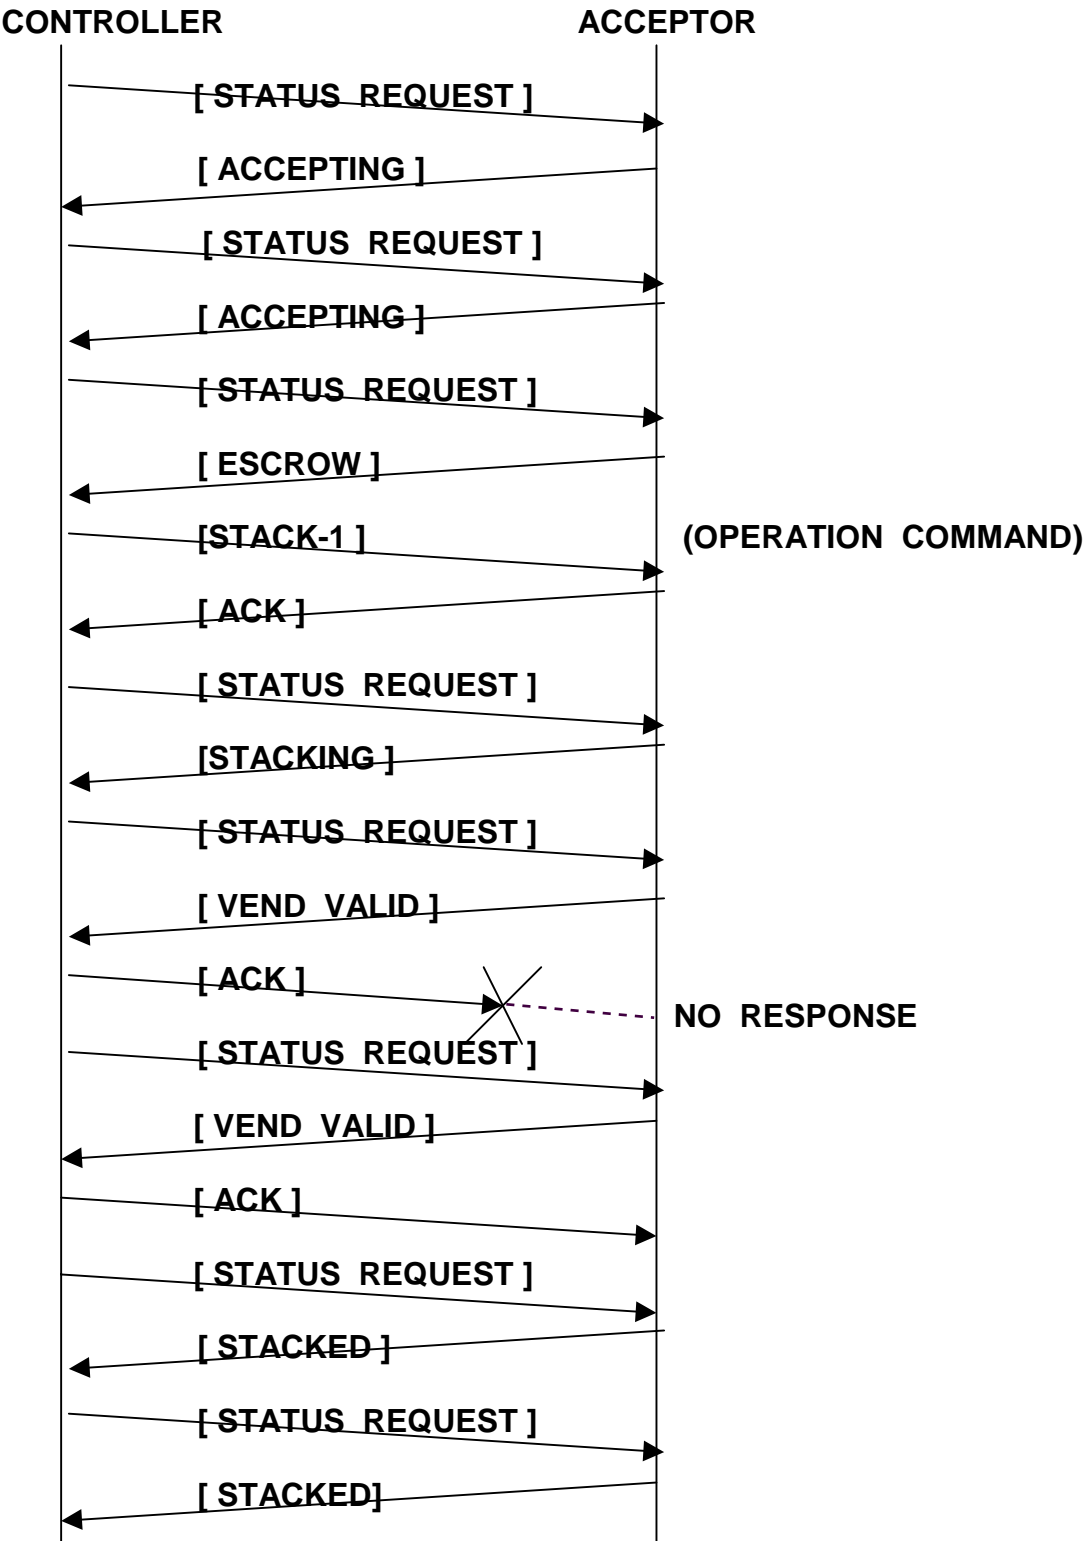 CONTROLLER ACCEPTOR
[ STATUS REQUEST ]
[ ACCEPTING ]
[ STATUS REQUEST ]
[ ACCEPTING ]
[ STATUS REQUEST ]
[ ESCROW ]
[STACK-1 ] (OPERATION COMMAND)
[ ACK ]
[ STATUS REQUEST ]
[STACKING ]
[ STATUS REQUEST ]
[ VEND VALID ]
[ ACK ]
NO RESPONSE
[ STATUS REQUEST ]
[ VEND VALID ]
[ ACK ]
[ STATUS REQUEST ]
[ STACKED ]
[ STATUS REQUEST ]
[ STACKED]